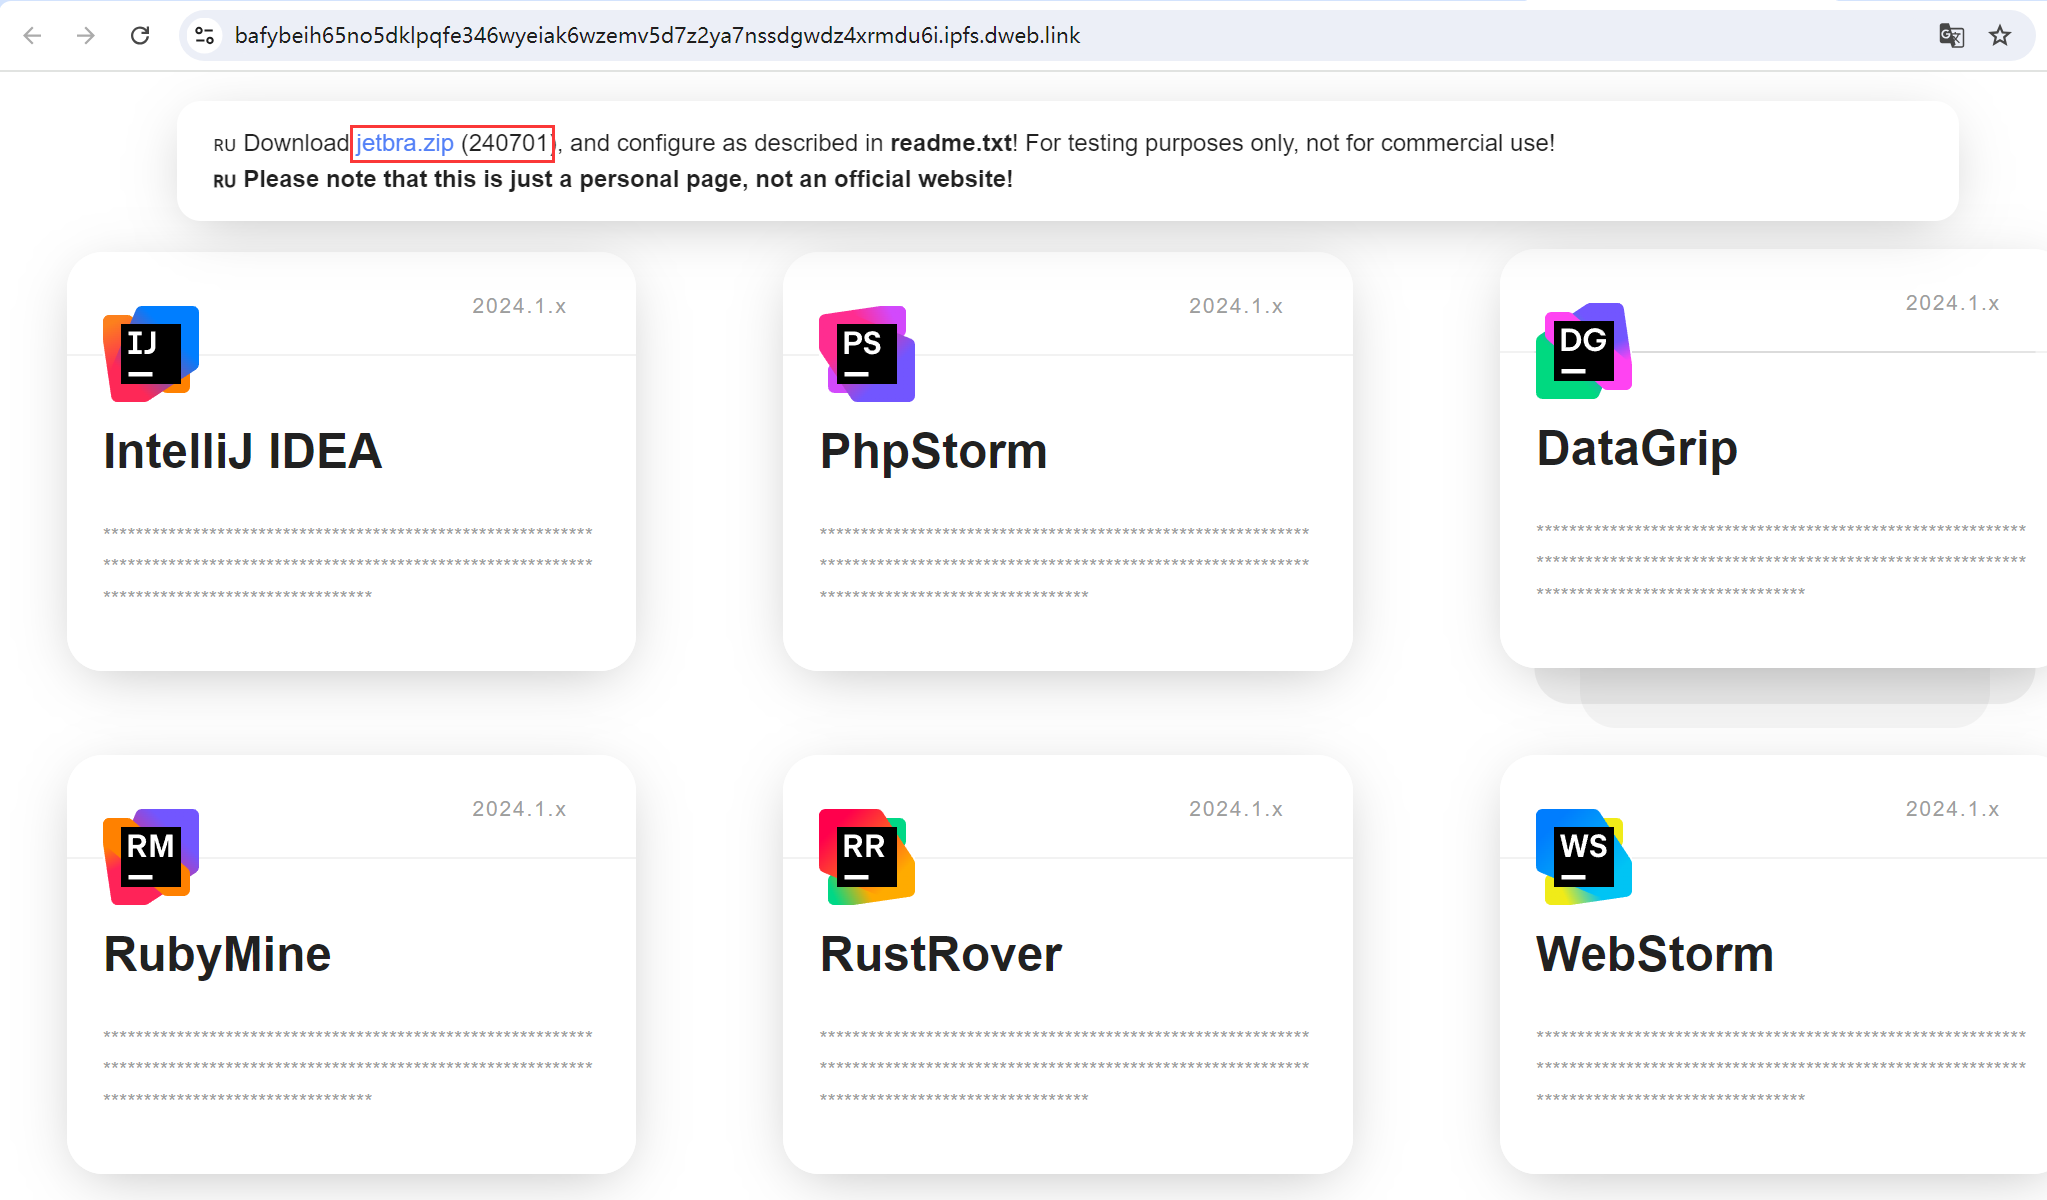 bafybeih65no5dklpqfe346wyeiak6wzemv5d7z2ya7nssdgwdz4xrmdu6i.ipfs.dweb.link
RU Download jetbra.zip (240701), and configure as described in readme.txt! For testing purposes only, not for commercial use!
RU Please note that this is just a personal page, not an official website!
2024.1.x
2024.1.x
2024.1.x
IJ
PS
DG
IntelliJ IDEA
PhpStorm
DataGrip
2024.1.x
2024.1.x
2024.1.x
RM
RR
WS
RubyMine
RustRover
WebStorm